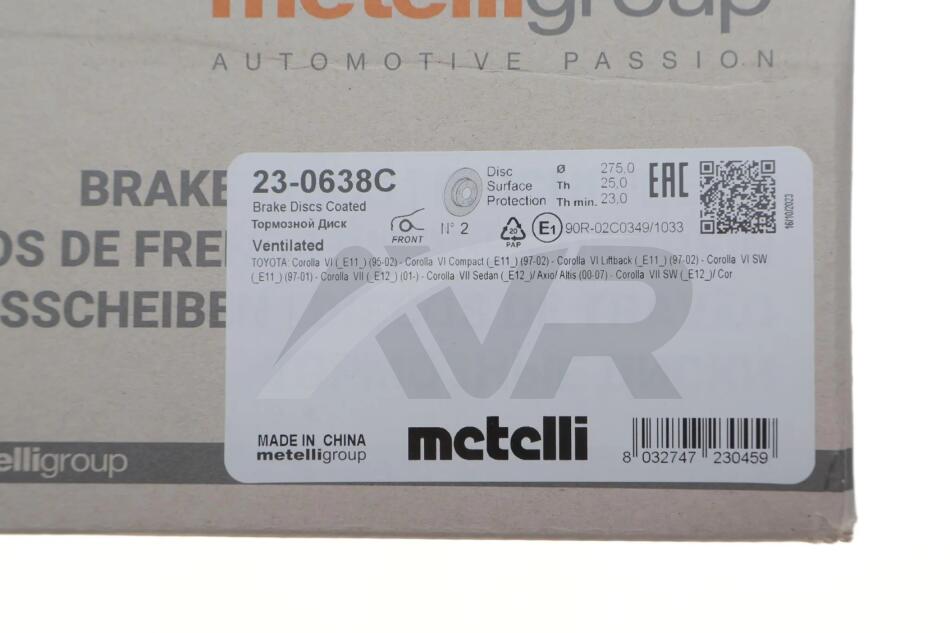 metelligroup
AUTOMOTIVE PASSION
BRAKE
OS DE FRE
SSCHEIBE
23-0638C
Brake Discs Coated
Тормозной Диск
Ventilated
FRONT
N° 2
Disc
Surface
Protection
Ø 275,0
Th 25,0
Th min. 23,0
EAC
16/10/2023
20
PAP
E1 90R-02C0349/1033
TOYOTA: Corolla VI (_E11_) (95-02) - Corolla VI Compact (_E11_) (97-02) - Corolla VI Liftback (_E11_) (97-02) - Corolla VI SW
(_E11_) (97-01) - Corolla VII (_E12_) (01-) - Corolla VII Sedan (_E12_)/ Axio/ Altis (00-07) - Corolla VII SW (_E12_)/ Cor
AVR
MADE IN CHINA
metelligroup
metelli
8 032747 230459
elligroup